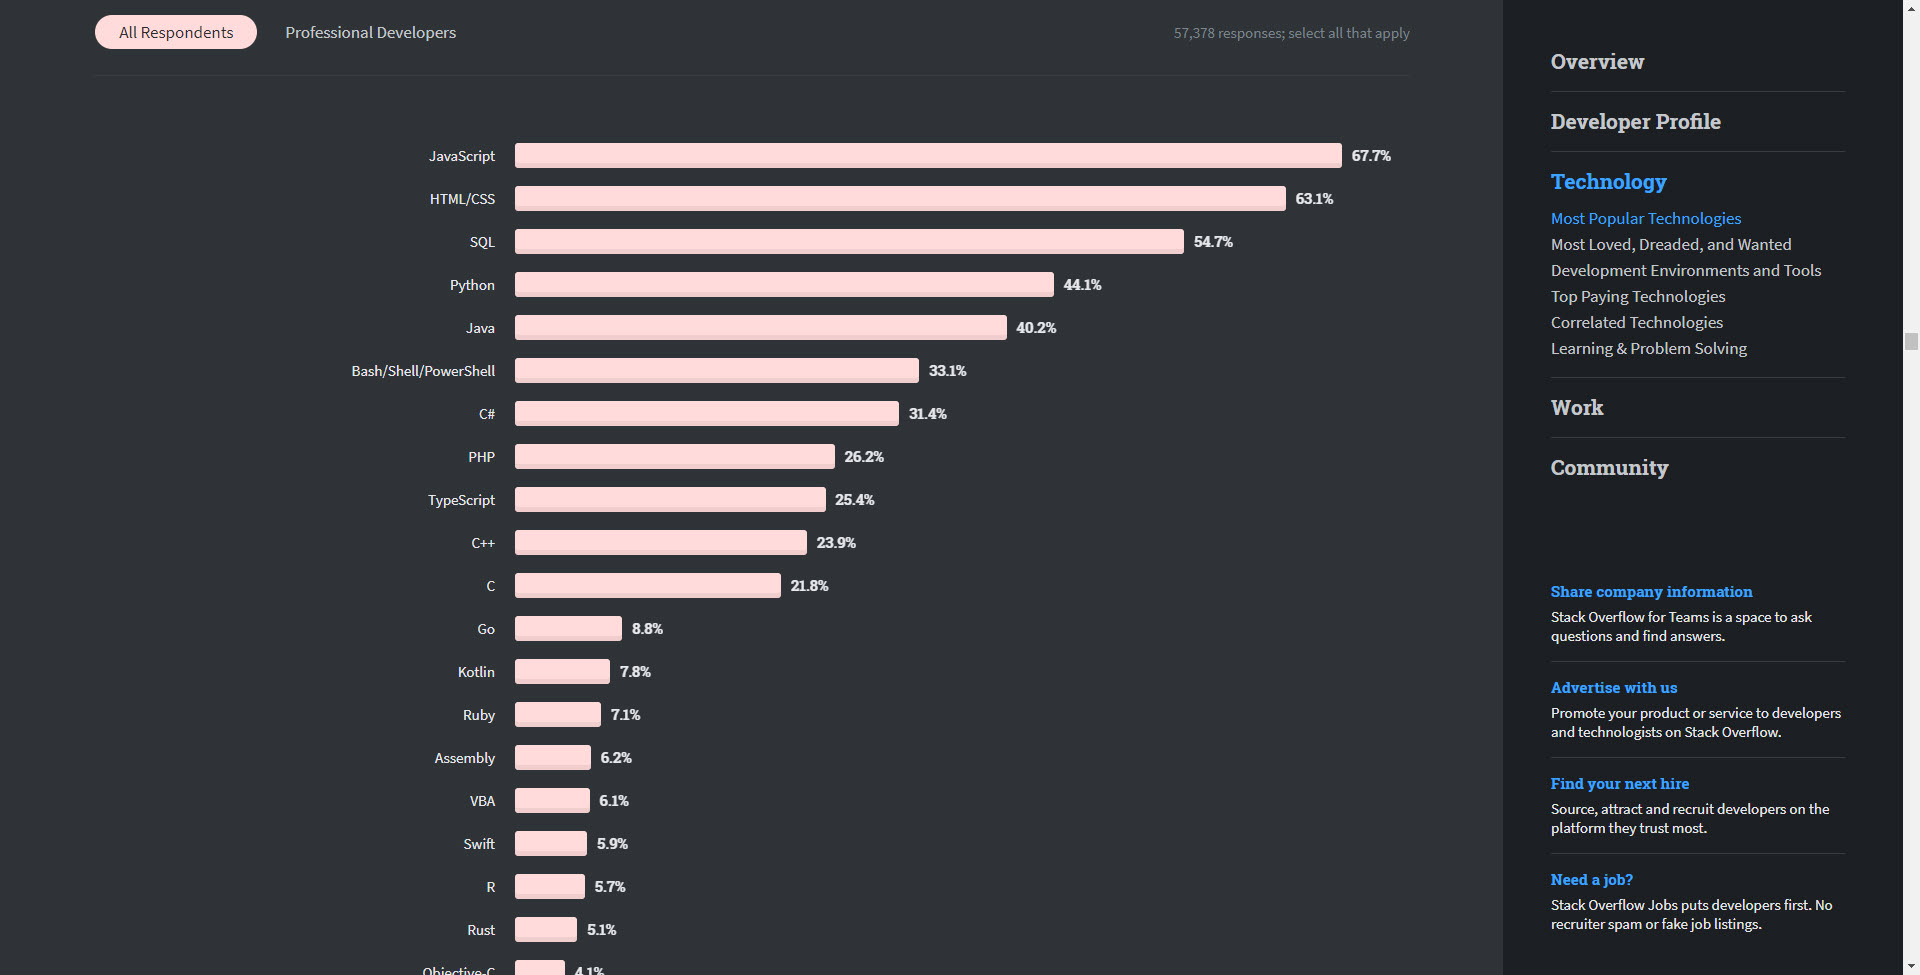 All Respondents
Professional Developers
57,378 responses; select all that apply
JavaScript 67.7%
HTML/CSS 63.1%
SQL 54.7%
Python 44.1%
Java 40.2%
Bash/Shell/PowerShell 33.1%
C# 31.4%
PHP 26.2%
TypeScript 25.4%
C++ 23.9%
C 21.8%
Go 8.8%
Kotlin 7.8%
Ruby 7.1%
Assembly 6.2%
VBA 6.1%
Swift 5.9%
R 5.7%
Rust 5.1%
Objective-C 4.1%
Overview
Developer Profile
Technology
Most Popular Technologies
Most Loved, Dreaded, and Wanted
Development Environments and Tools
Top Paying Technologies
Correlated Technologies
Learning & Problem Solving
Work
Community
Share company information
Stack Overflow for Teams is a space to ask
questions and find answers.
Advertise with us
Promote your product or service to developers
and technologists on Stack Overflow.
Find your next hire
Source, attract and recruit developers on the
platform they trust most.
Need a job?
Stack Overflow Jobs puts developers first. No
recruiter spam or fake job listings.